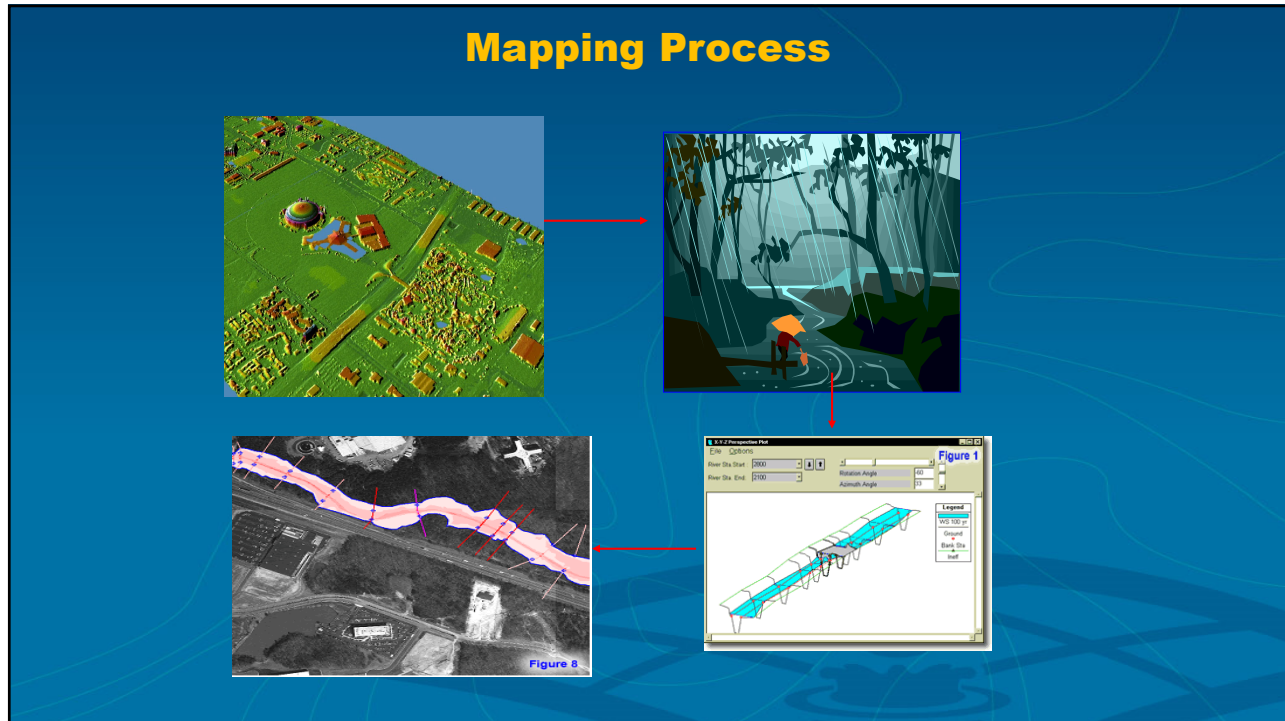 Mapping Process
X-Y-Z Perspective Plot
File Options
Figure 1
River Sta.Start: 2800
River Sta. End: 2100
Rotation Angle -60
Azimuth Angle 33
Legend
WS 100 yr
Ground
Bank Sta
Ineff
Figure 8